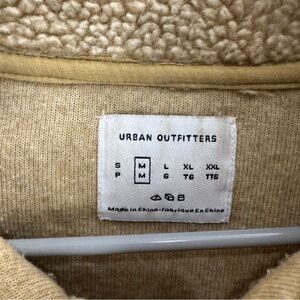 URBAN OUTFITTERS
S M L XL XXL
P M G TG TTG
Made in China·Fabriqué En Chine